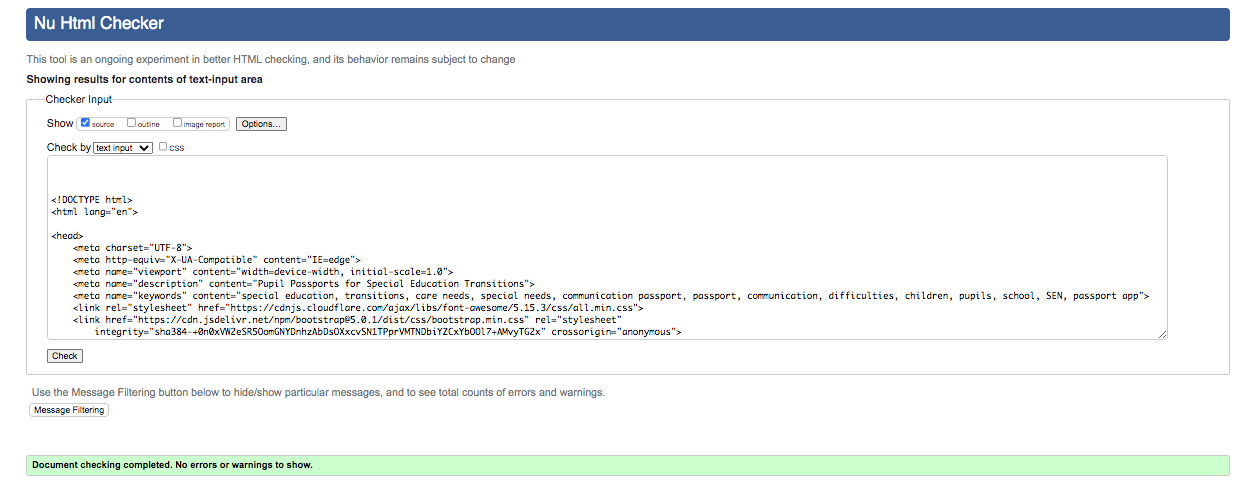 Nu Html Checker
This tool is an ongoing experiment in better HTML checking, and its behavior remains subject to change
Showing results for contents of text-input area
Checker Input
Show source outline image report Options...
Check by text input css
<!DOCTYPE html>
<html lang="en">
<head>
<meta charset="UTF-8">
<meta http-equiv="X-UA-Compatible" content="IE=edge">
<meta name="viewport" content="width=device-width, initial-scale=1.0">
<meta name="description" content="Pupil Passports for Special Education Transitions">
<meta name="keywords" content="special education, transitions, care needs, special needs, communication passport, passport, communication, difficulties, children, pupils, school, SEN, passport app">
<link rel="stylesheet" href="https://cdnjs.cloudflare.com/ajax/libs/font-awesome/5.15.3/css/all.min.css">
<link href="https://cdn.jsdelivr.net/npm/bootstrap@5.0.1/dist/css/bootstrap.min.css" rel="stylesheet"
integrity="sha384-+0n0xVW2eSR5OomGNYDnhzAbDsOXxcvSN1TPprVMTNDbiYZCxYbOOl7+AMvyTG2x" crossorigin="anonymous">
Check
Use the Message Filtering button below to hide/show particular messages, and to see total counts of errors and warnings.
Message Filtering
Document checking completed. No errors or warnings to show.